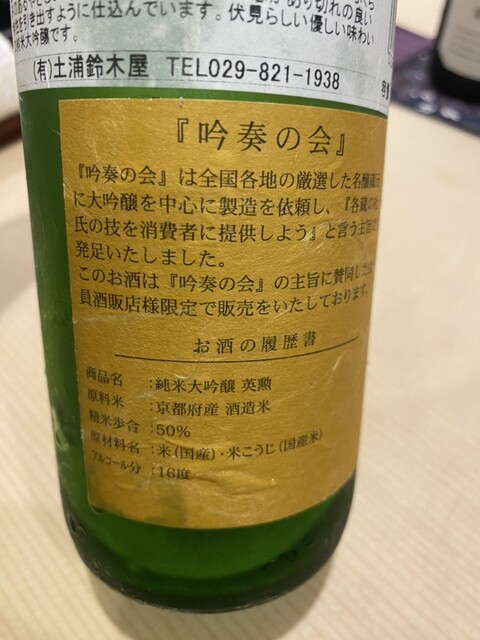 を引き出すように仕込んでいます。伏見らしい優しい味わい
米大吟醸です。
(有)土浦鈴木屋 TEL029-821-1938
『吟奏の会』
『吟奏の会』は全国各地の厳選した名醸蔵元
に大吟醸を中心に製造を依頼し、『各蔵の
氏の技を消費者に提供しよう』と言う主旨で
発足いたしました。
このお酒は『吟奏の会』の主旨に賛同した
員酒販店様限定で販売をいたしております。
お酒の履歴書
商品名 :純米大吟醸 英勲
原料米 :京都府産 酒造米
精米歩合 :50%
原材料名 :米(国産)・米こうじ(国産米)
アルコール分 :16度